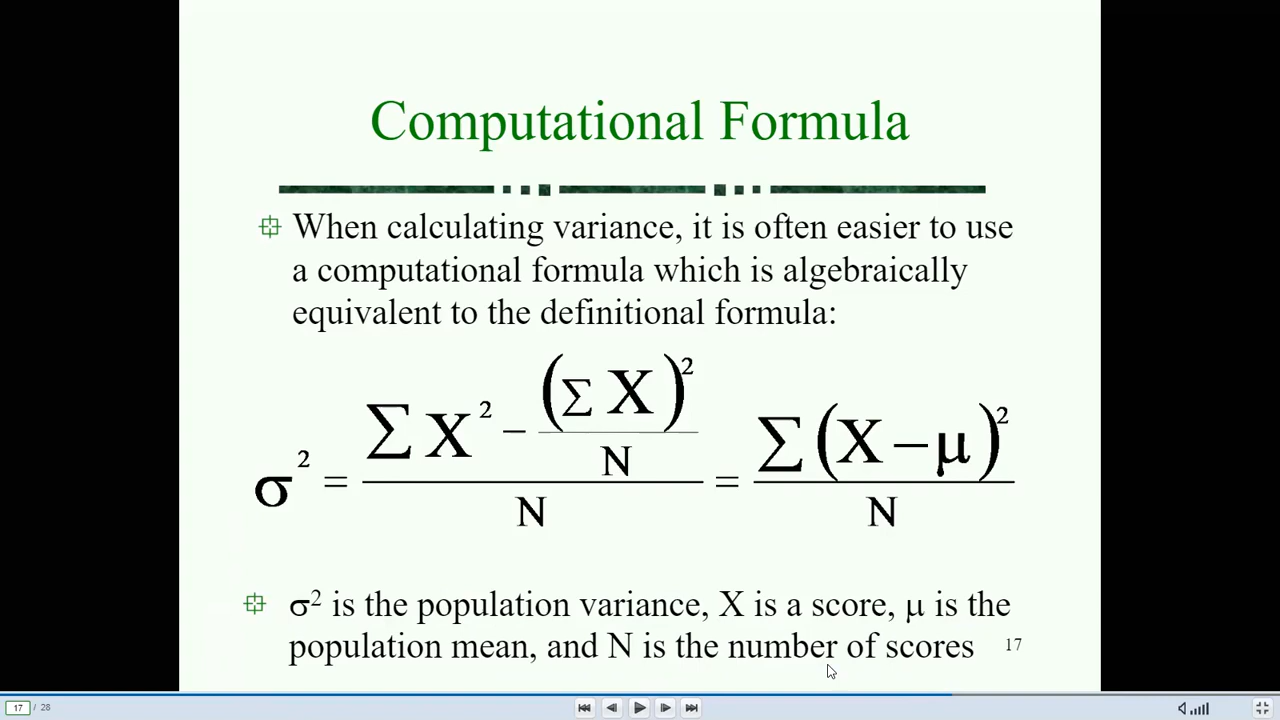 Computational Formula
When calculating variance, it is often easier to use
a computational formula which is algebraically
equivalent to the definitional formula:
σ² = (∑X² − (∑X)²/N)/N = ∑(X−μ)²/N
σ² is the population variance, X is a score, μ is the
population mean, and N is the number of scores
17
17 / 28